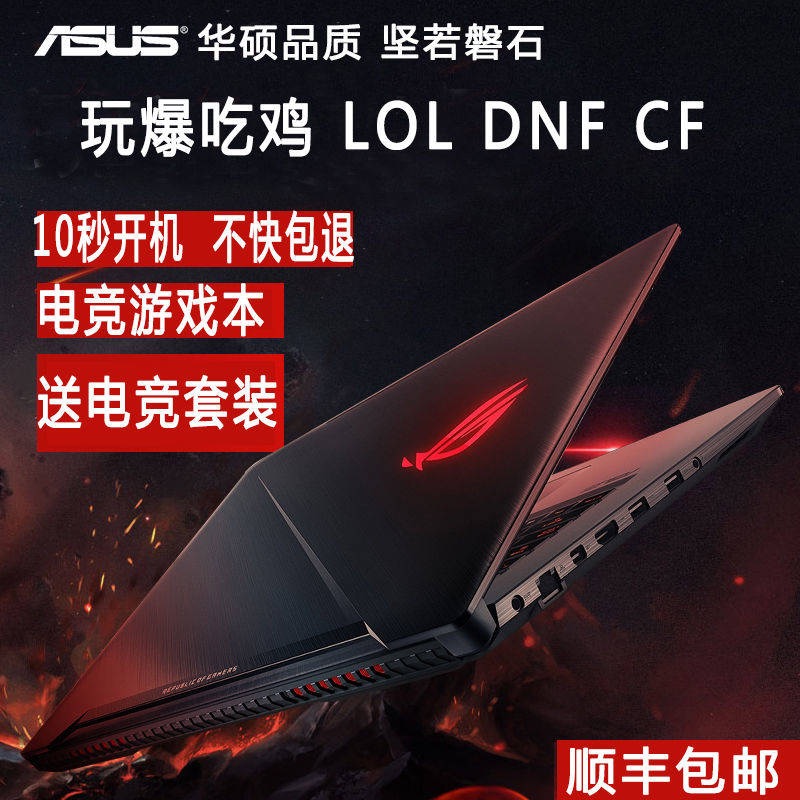 ASUS® 华硕品质 坚若磐石
玩爆吃鸡 LOL DNF CF
10秒开机 不快包退
电竞游戏本
送电竞套装
REPUBLIC OF GAMERS
顺丰包邮